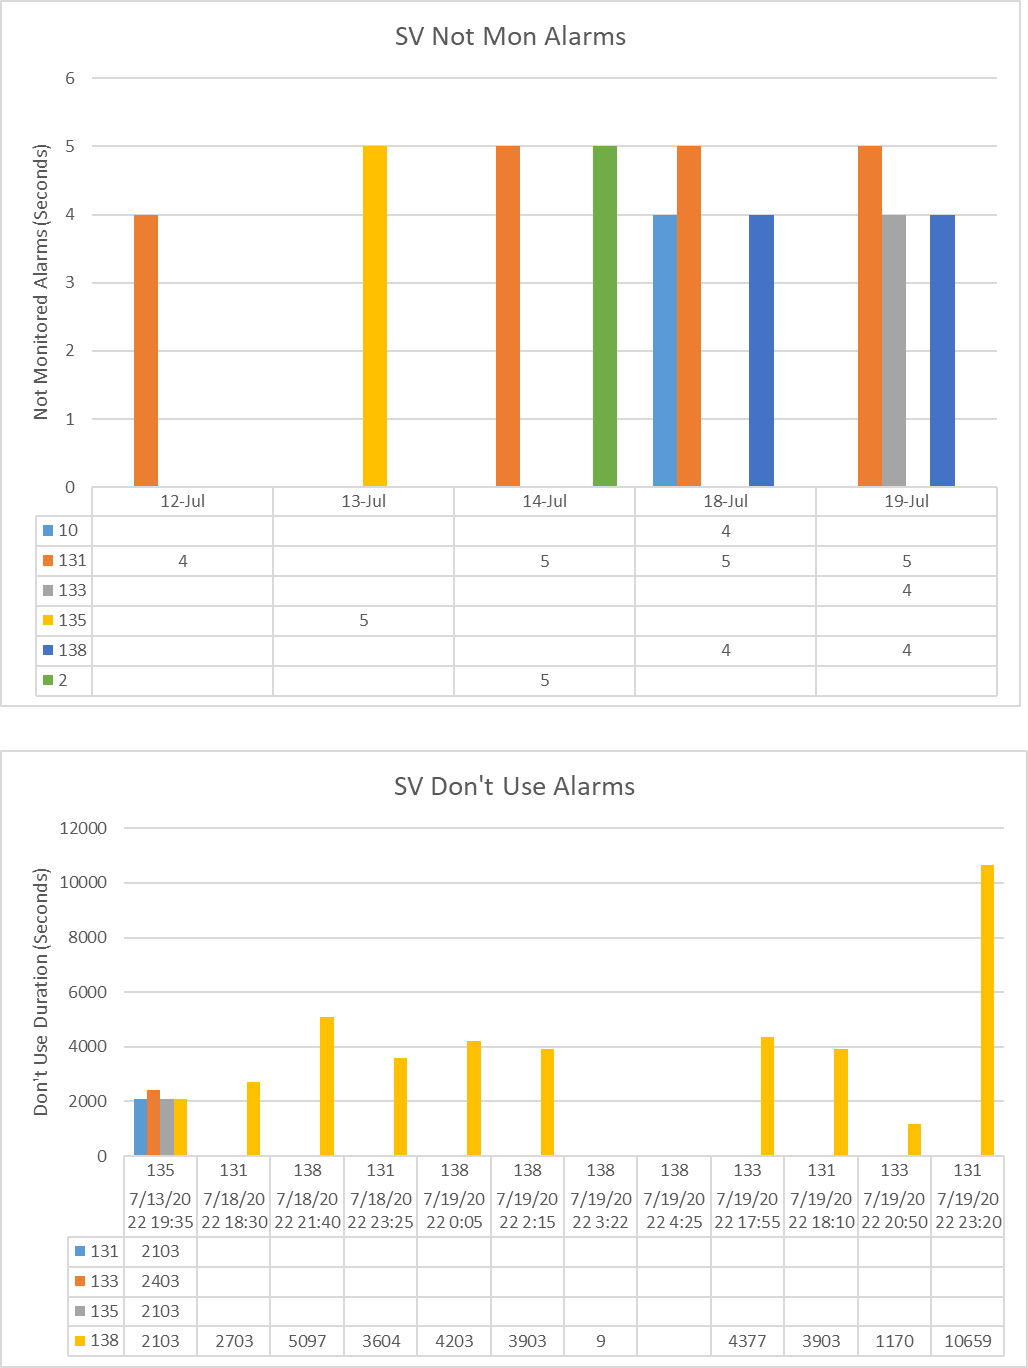 SV Not Mon Alarms
Not Monitored Alarms (Seconds)
6
5
4
3
2
1
0
12-Jul 13-Jul 14-Jul 18-Jul 19-Jul
10 4
131 4 5 5 5
133 4
135 5
138 4 4
2 5
SV Don't Use Alarms
Don't Use Duration (Seconds)
12000
10000
8000
6000
4000
2000
0
135 131 138 131 138 138 138 138 133 131 133 131
7/13/20 7/18/20 7/18/20 7/18/20 7/19/20 7/19/20 7/19/20 7/19/20 7/19/20 7/19/20 7/19/20 7/19/20
22 19:35 22 18:30 22 21:40 22 23:25 22 0:05 22 2:15 22 3:22 22 4:25 22 17:55 22 18:10 22 20:50 22 23:20
131 2103
133 2403
135 2103
138 2103 2703 5097 3604 4203 3903 9 4377 3903 1170 10659